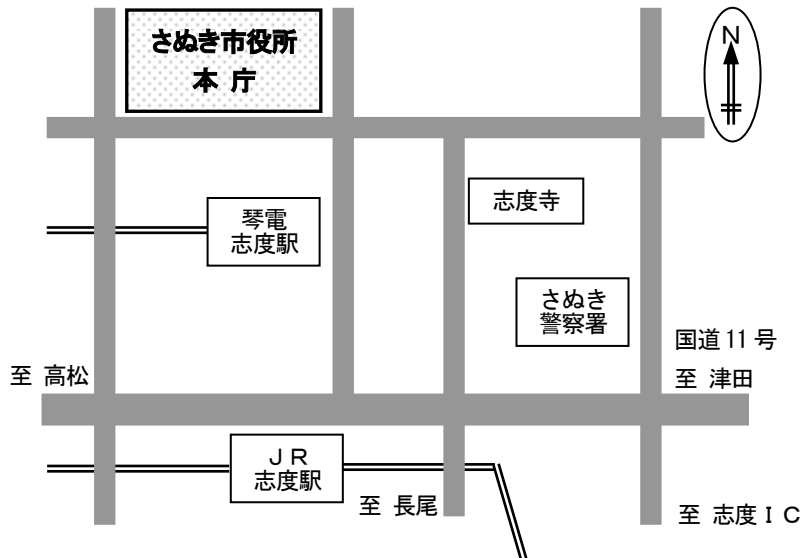 さぬき市役所
本 庁
N
志度寺
琴電
志度駅
さぬき
警察署
国道 11 号
至 高松
至 津田
ＪＲ
志度駅
至 長尾
至 志度ＩＣ